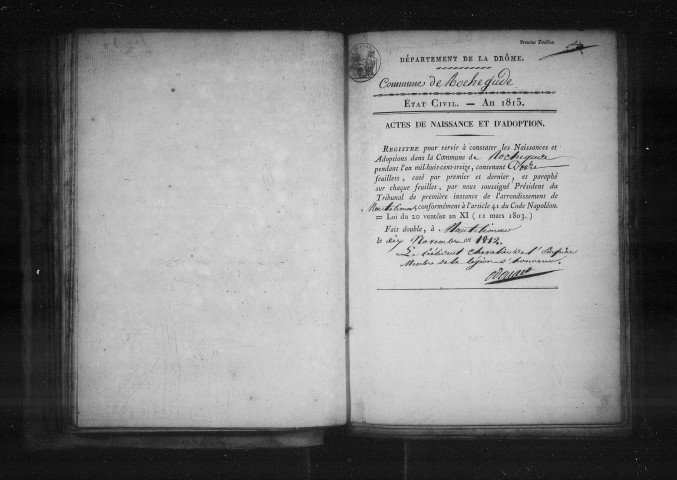 Premier Feuillet.
DÉPARTEMENT DE LA DRÔME.
Commune de Rochegude
ÉTAT CIVIL. — AN 1813.
ACTES DE NAISSANCE ET D'ADOPTION.
REGISTRE pour servir à constater les Naissances et
Adoptions dans la Commune de Rochegude
pendant l'an mil-huit-cent-treize, contenant Douze
feuillets, coté par premier et dernier, et paraphé
sur chaque feuilles, par nous soussigné Président du
Tribunal de première instance de l'arrondissement de
Montelimar conformément à l'article 41 du Code Napoléon.
= Loi du 20 ventôse an XI ( 11 mars 1803.)
Fait double, à Montelimar
le dix Novembre 1812.
Le Président Chevalier de l'Empire
Membre de la légion d'honneur.